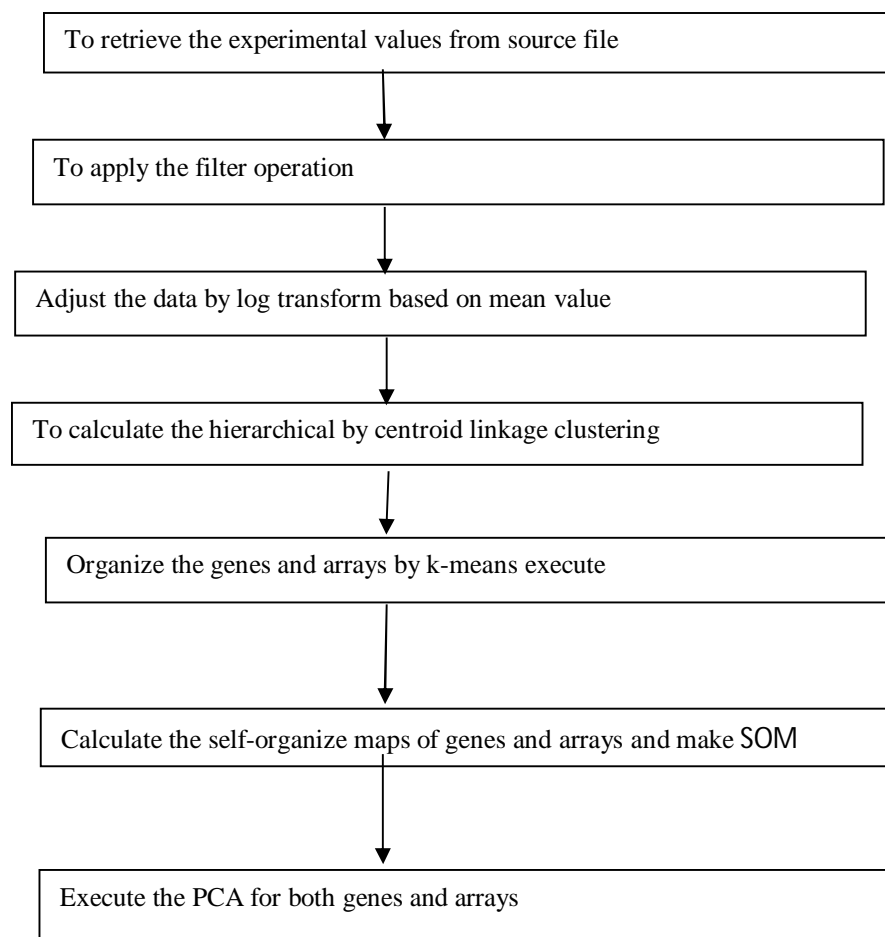 To retrieve the experimental values from source file
To apply the filter operation
Adjust the data by log transform based on mean value
To calculate the hierarchical by centroid linkage clustering
Organize the genes and arrays by k-means execute
Calculate the self-organize maps of genes and arrays and make SOM
Execute the PCA for both genes and arrays